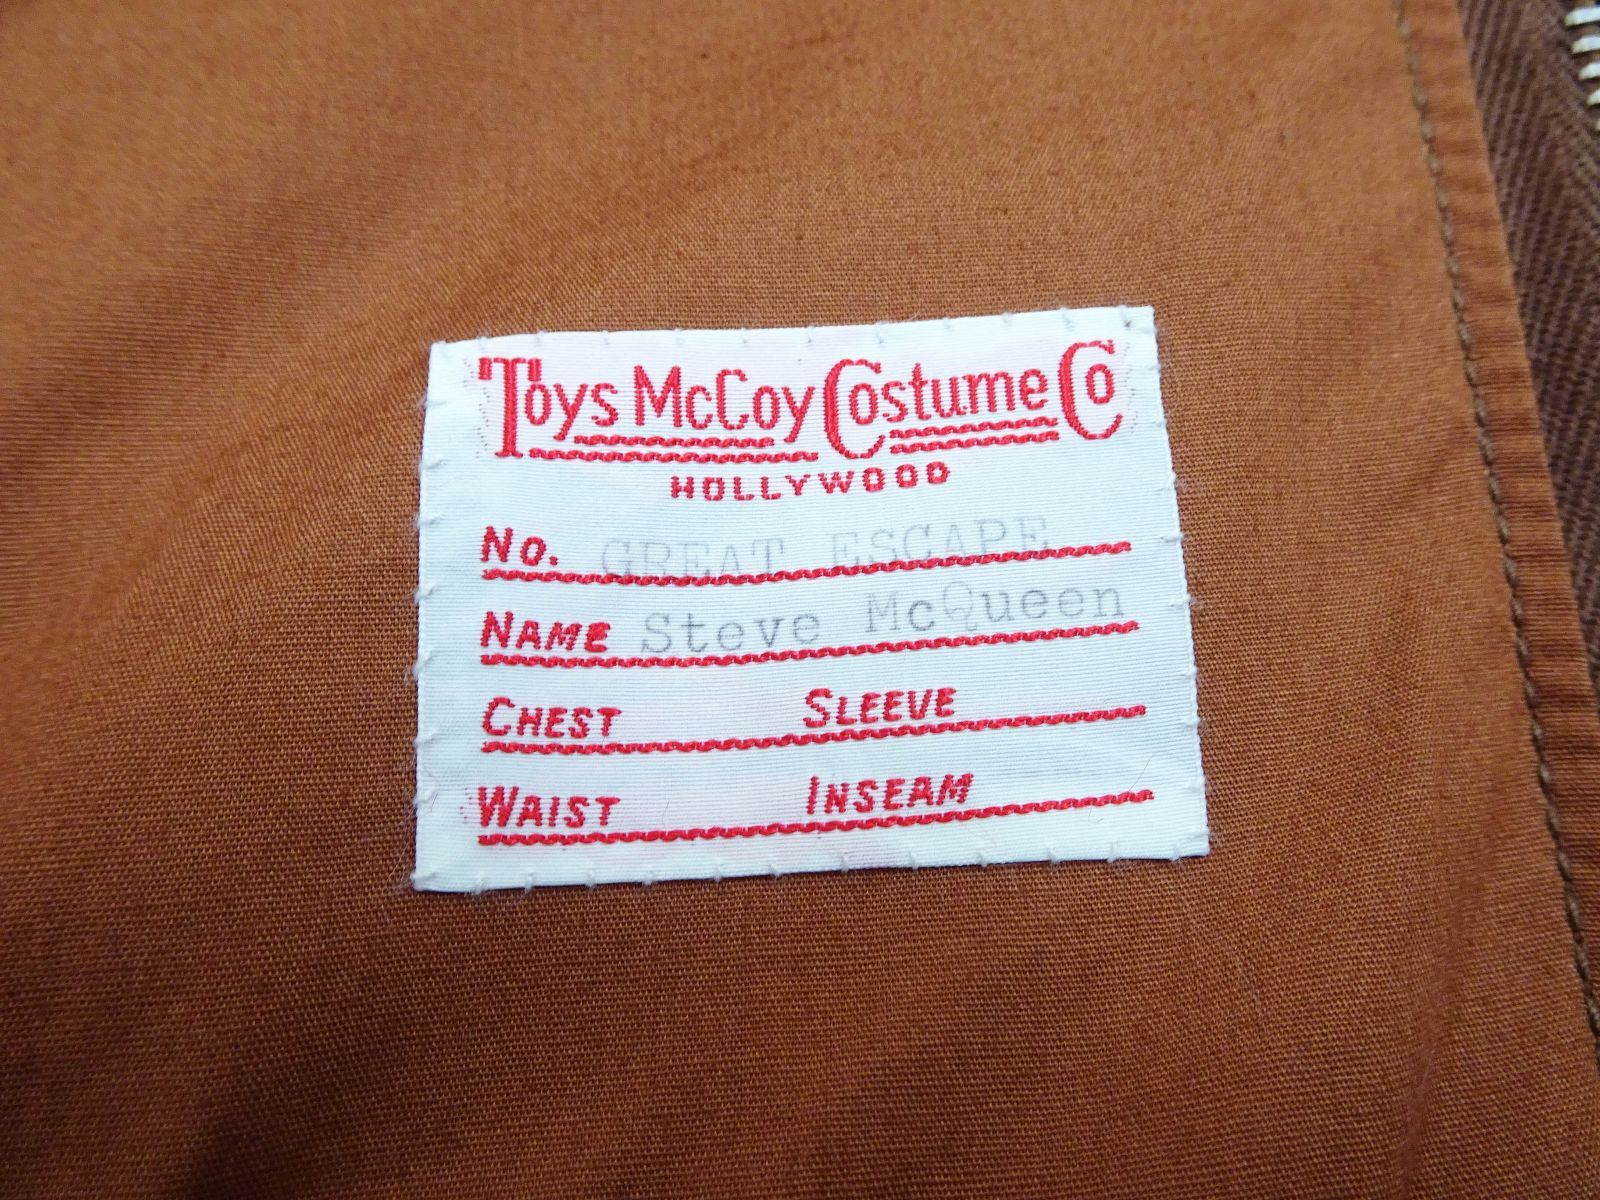 Toys McCoy Costume Co
HOLLYWOOD
No. GREAT ESCAPE
NAME Steve McQueen
CHEST SLEEVE
WAIST INSEAM